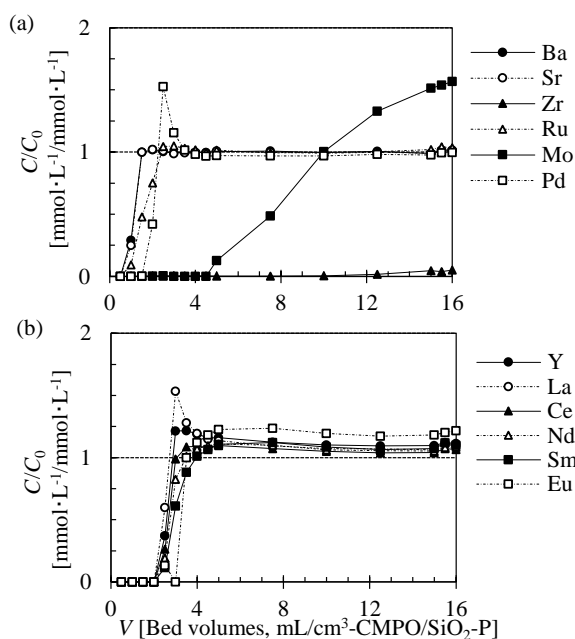 (a)
2
1
0
C/C₀
[mmol·L⁻¹/mmol·L⁻¹]
0 4 8 12 16
Ba
Sr
Zr
Ru
Mo
Pd
(b)
2
1
0
C/C₀
[mmol·L⁻¹/mmol·L⁻¹]
0 4 8 12 16
V [Bed volumes, mL/cm³-CMPO/SiO₂-P]
Y
La
Ce
Nd
Sm
Eu